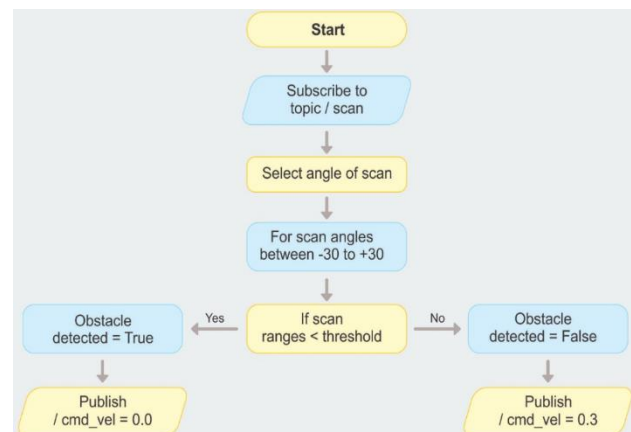 Start
Subscribe to
topic / scan
Select angle of scan
For scan angles
between -30 to +30
If scan
ranges < threshold
Yes
No
Obstacle
detected = True
Obstacle
detected = False
Publish
/ cmd_vel = 0.0
Publish
/ cmd_vel = 0.3